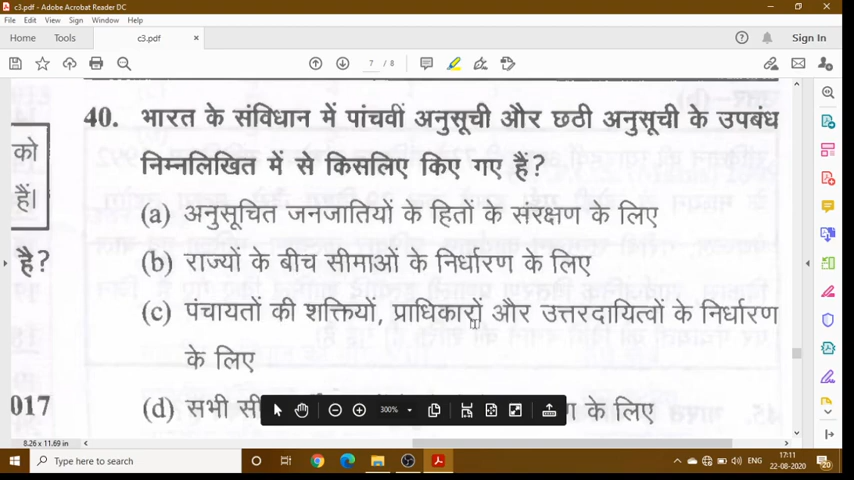 c3.pdf - Adobe Acrobat Reader DC
File Edit View Sign Window Help
Home Tools c3.pdf × Sign In
7 / 8
40. भारत के संविधान में पांचवीं अनुसूची और छठी अनुसूची के उपबंध
को निम्नलिखित में से किसलिए किए गए हैं?
हैं। (a) अनुसूचित जनजातियों के हितों के संरक्षण के लिए
है? (b) राज्यों के बीच सीमाओं के निर्धारण के लिए
(c) पंचायतों की शक्तियों, प्राधिकारों और उत्तरदायित्वों के निर्धारण
के लिए
017 (d) सभी के लिए
300%
8.26 x 11.69 in
Type here to search 17:11
22-08-2020